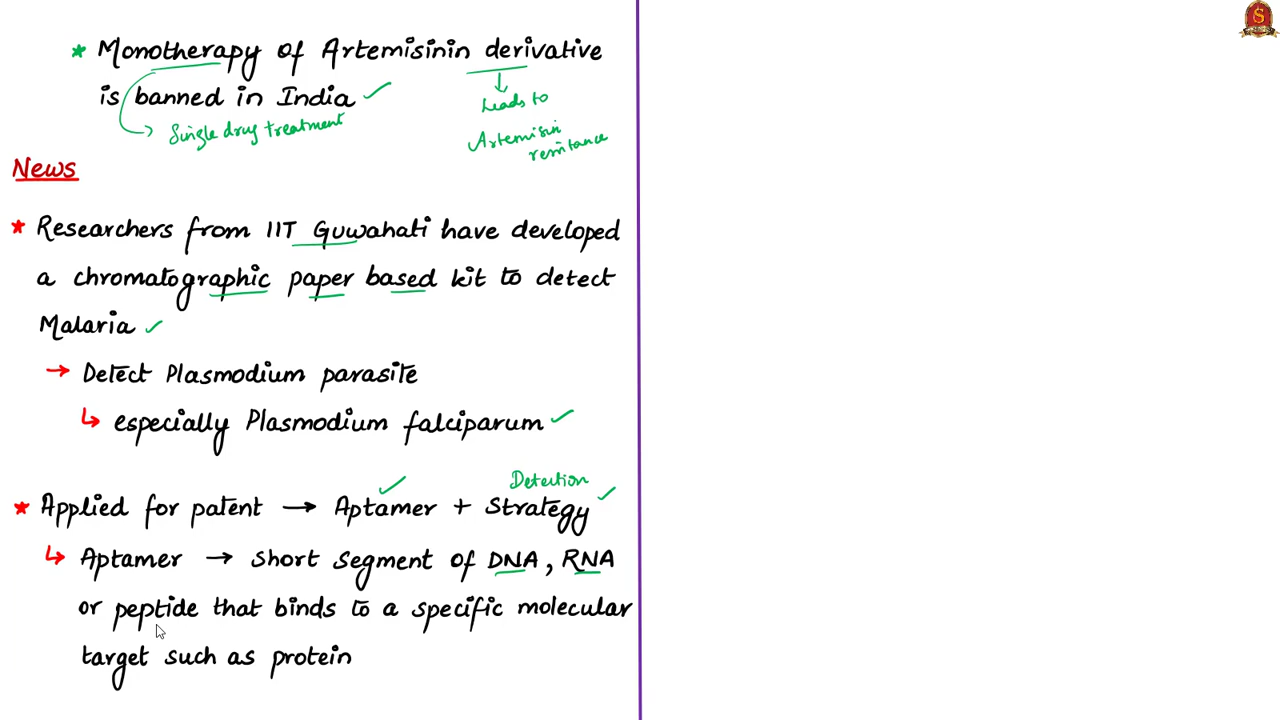 * Monotherapy of Artemisinin derivative
is banned in India ✓
↓
Leads to
→ Single drug treatment
Artemisin
remitance
News
* Researchers from IIT Guwahati have developed
a chromatographic paper based kit to detect
Malaria ✓
→ Detect Plasmodium parasite
↳ especially Plasmodium falciparum ✓
Detection
* Applied for patent → Aptamer + Strategy ✓
↳ Aptamer → short segment of DNA, RNA
or peptide that binds to a specific molecular
target such as protein
S